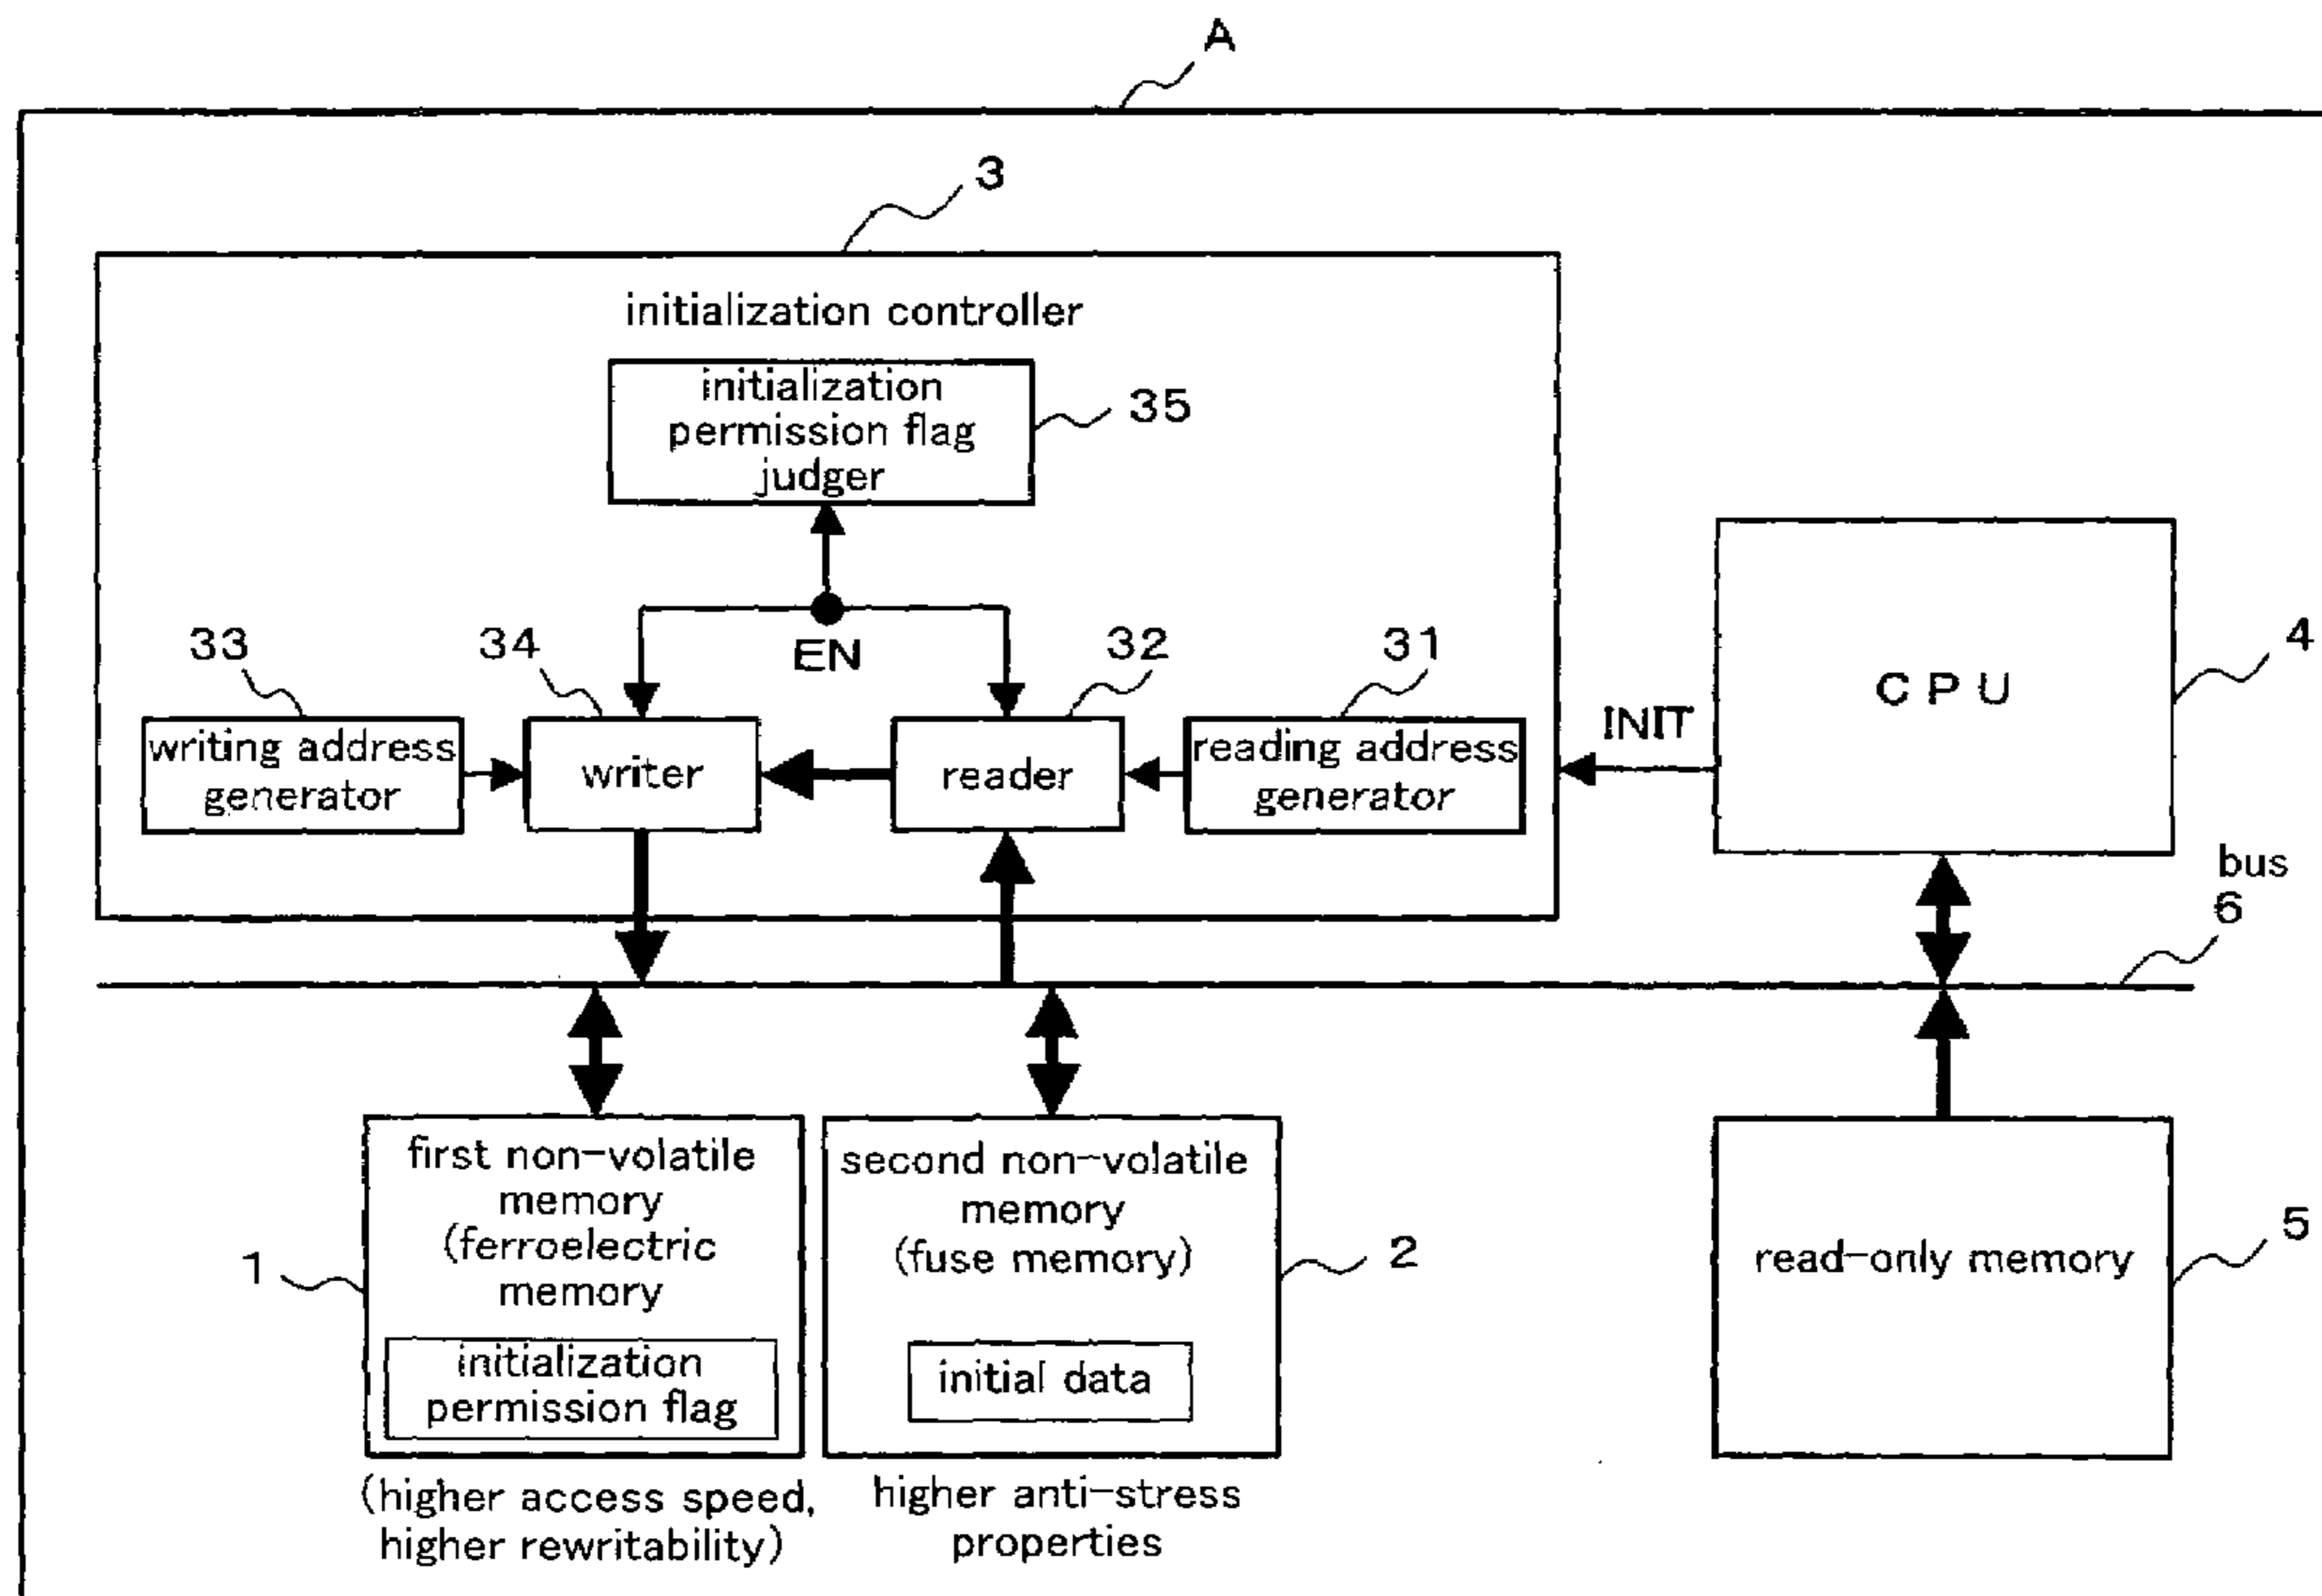 A
3
initialization controller
initialization
permission flag
judger
35
EN
33
34
32
31
writing address
generator
writer
reader
reading address
generator
INIT
CPU
4
bus
6
first non-volatile
memory
(ferroelectric
memory
initialization
permission flag
1
second non-volatile
memory
(fuse memory)
initial data
2
read-only memory
5
(higher access speed,
higher rewritability)
higher anti-stress
properties